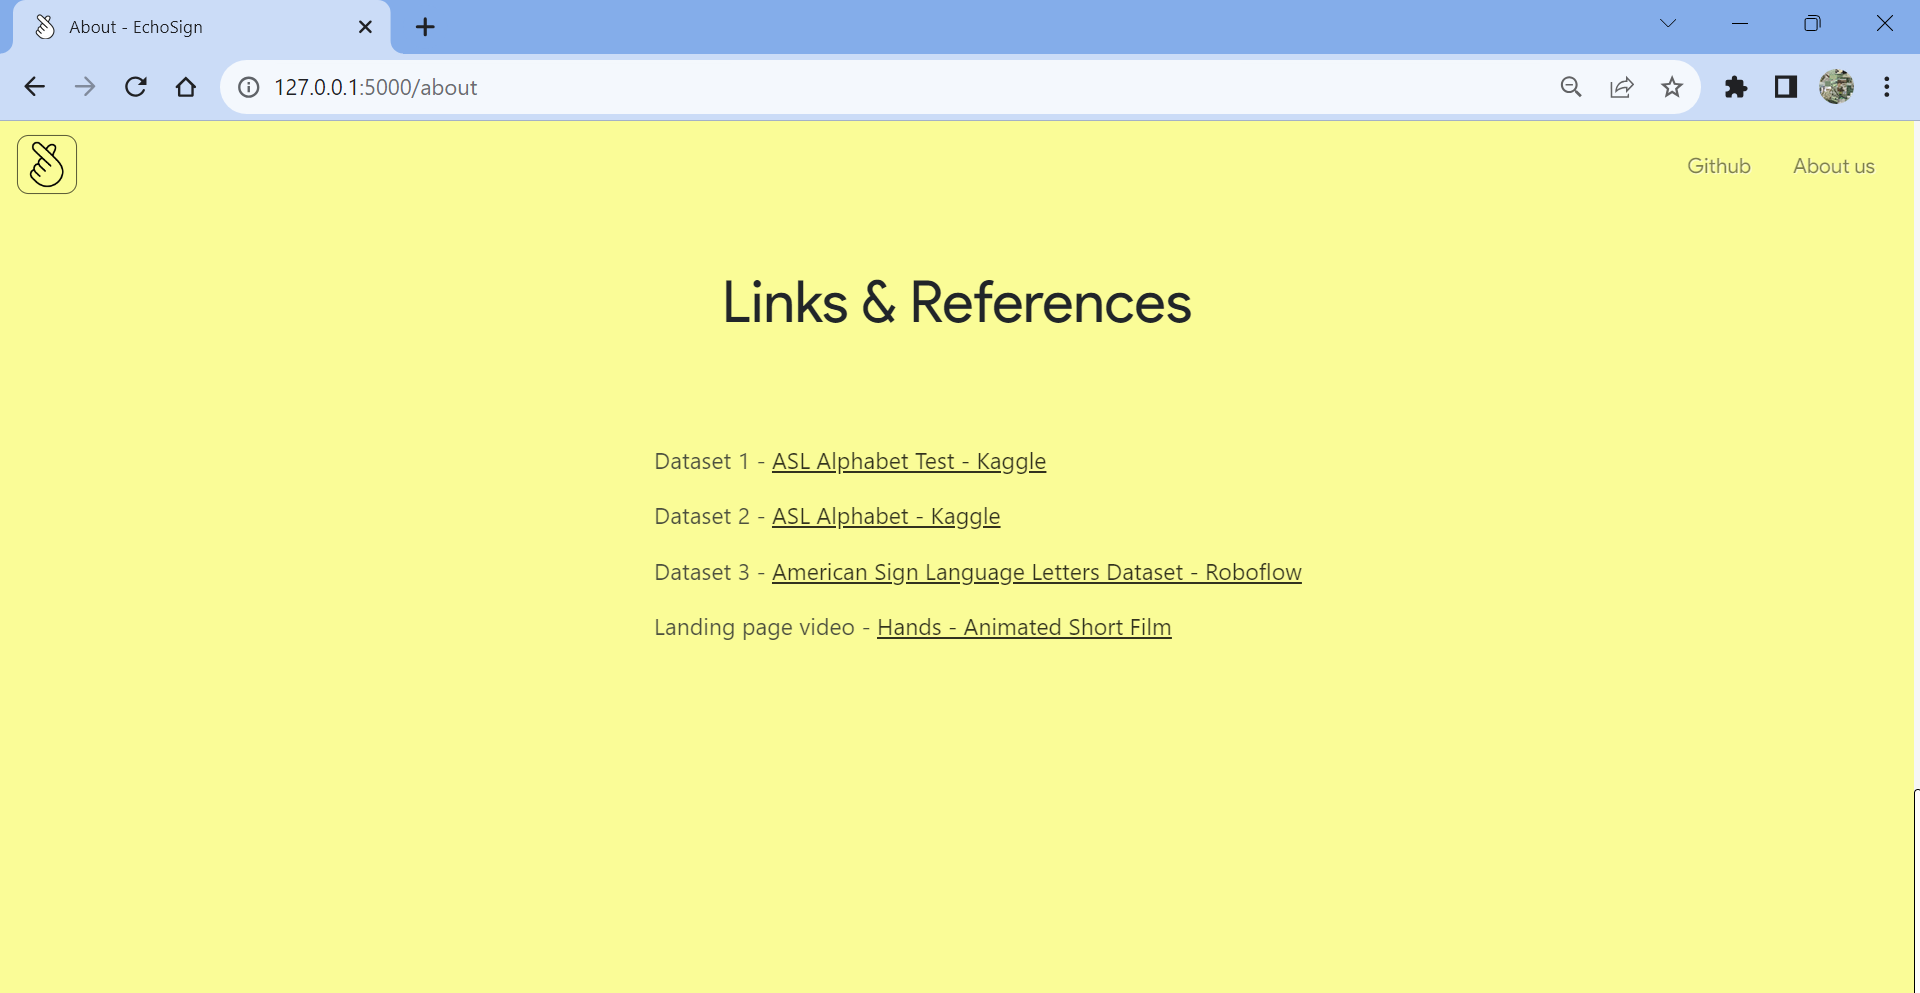 About - EchoSign
127.0.0.1:5000/about
Github
About us
Links & References
Dataset 1 - ASL Alphabet Test - Kaggle
Dataset 2 - ASL Alphabet - Kaggle
Dataset 3 - American Sign Language Letters Dataset - Roboflow
Landing page video - Hands - Animated Short Film